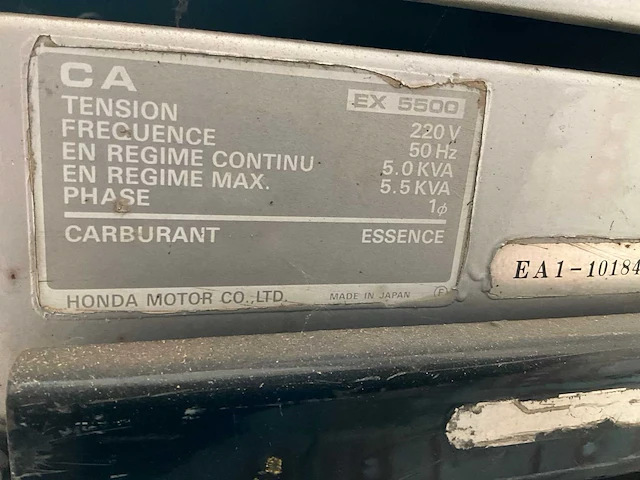 CA
EX 5500
TENSION 220 V
FREQUENCE 50 Hz
EN REGIME CONTINU 5.0 KVA
EN REGIME MAX. 5.5 KVA
PHASE 1ϕ
CARBURANT ESSENCE
HONDA MOTOR CO.,LTD. MADE IN JAPAN F
EA1-10184